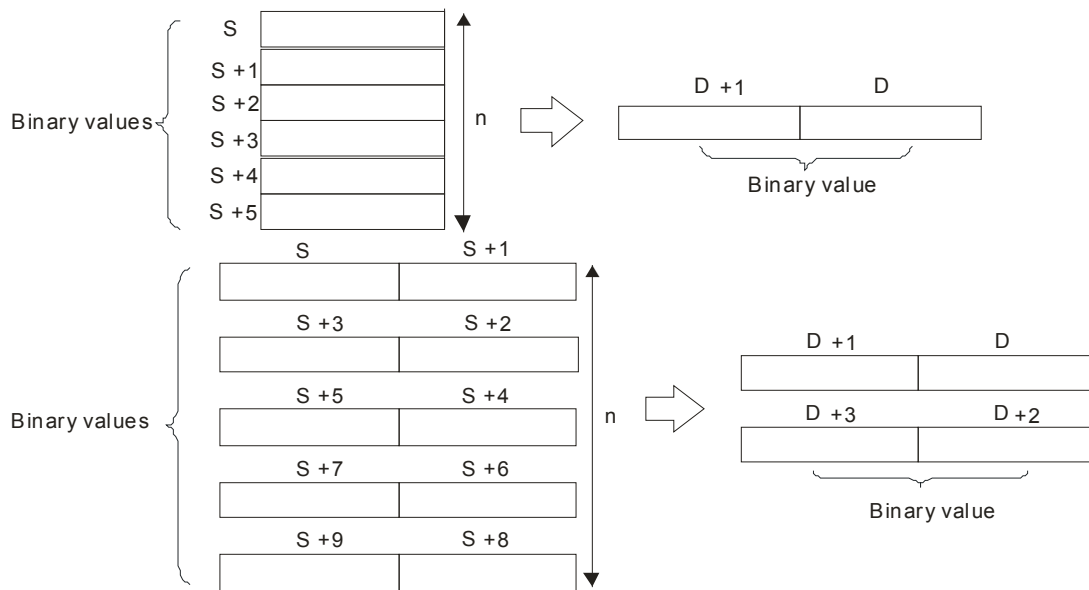 S
S +1
S +2
Binary values
S +3
S +4
S +5
n
D +1 D
Binary value
S S +1
S +3 S +2
S +5 S +4
Binary values
S +7 S +6
S +9 S +8
n
D +1 D
D +3 D +2
Binary value